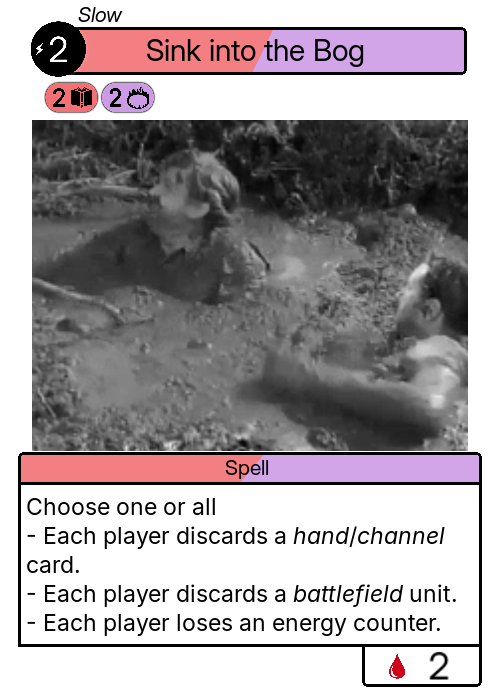 Slow
2 Sink into the Bog
2 2
Spell
Choose one or all
- Each player discards a hand/channel
card.
- Each player discards a battlefield unit.
- Each player loses an energy counter.
2